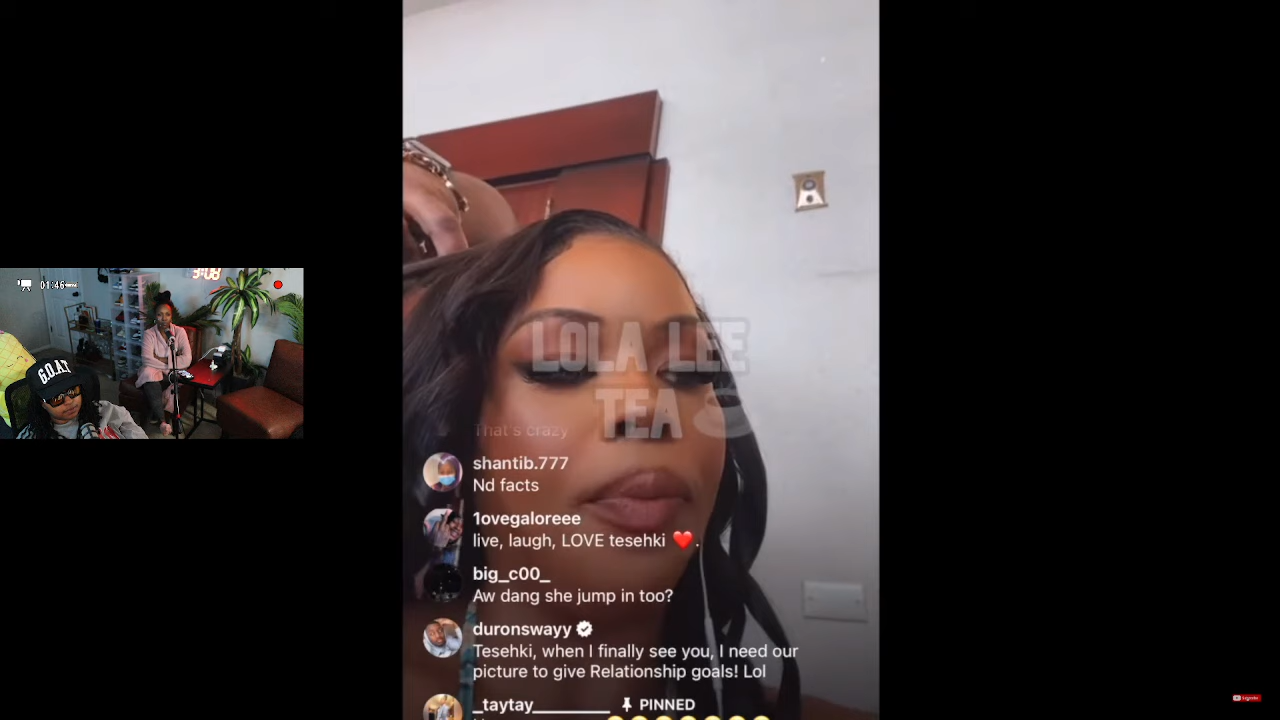 3:08
01:46
G.O.A.T
LOLA LEE
TEA
That's crazy
shantib.777
Nd facts
1ovegaloreee
live, laugh, LOVE tesehki ❤️.
big_c00_
Aw dang she jump in too?
duronswayy
Tesehki, when I finally see you, I need our
picture to give Relationship goals! Lol
_taytay_________ PINNED